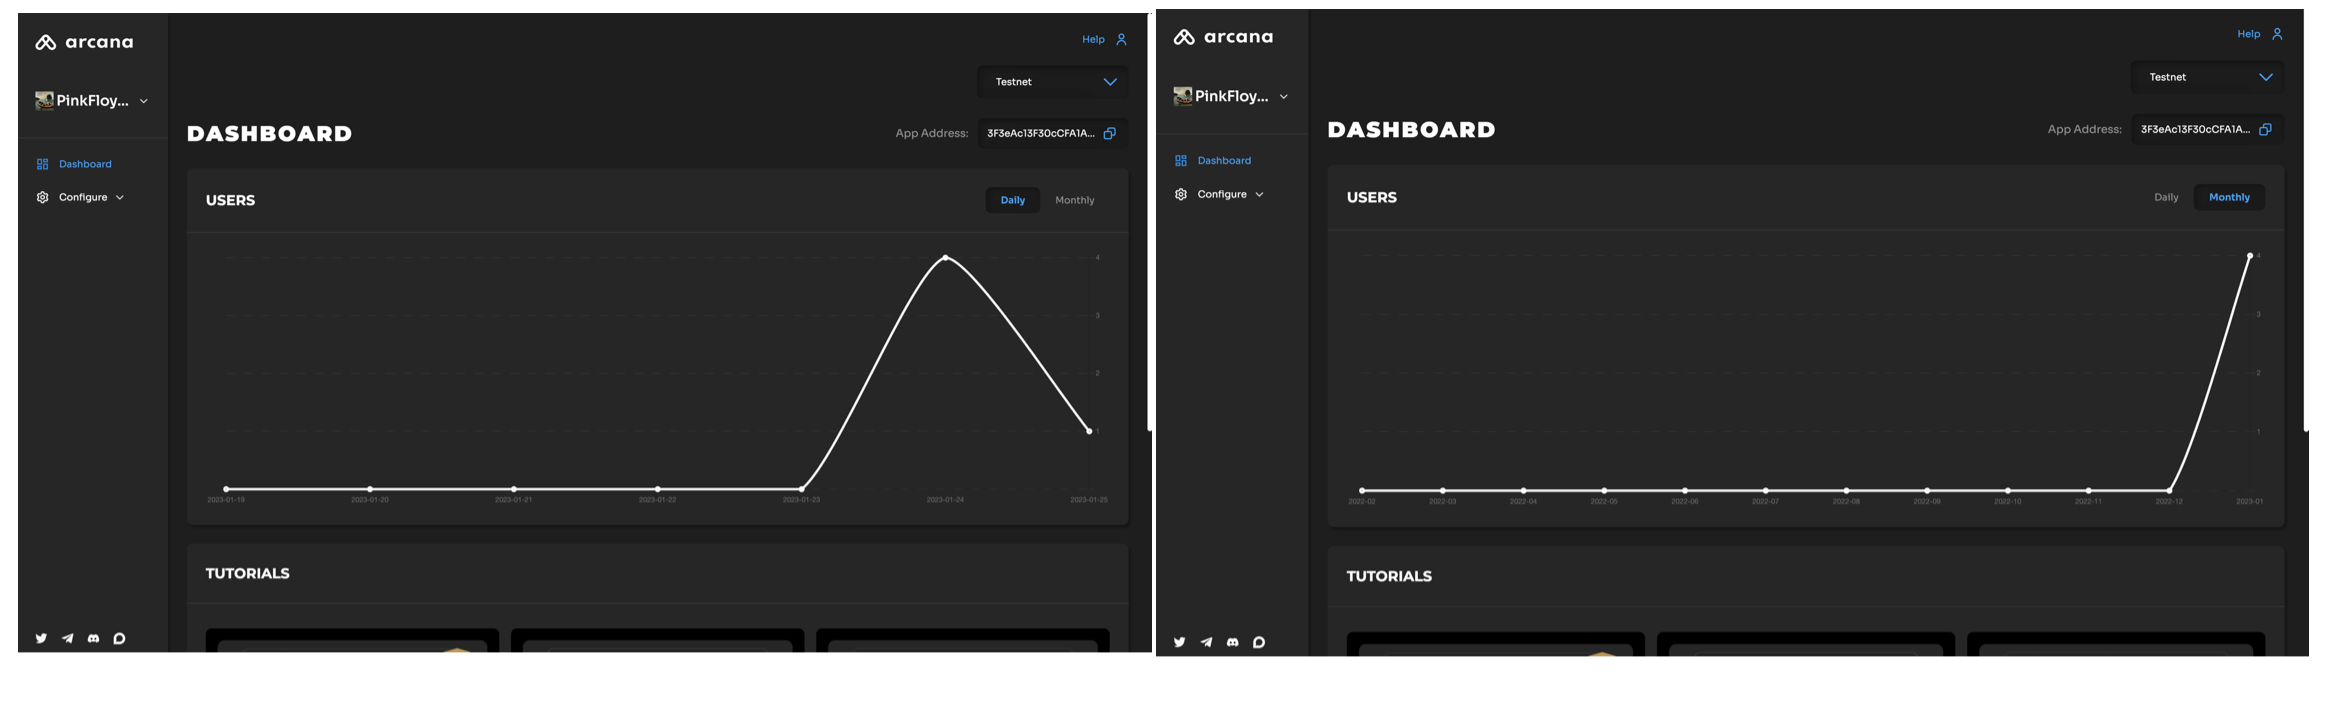 arcana
Help
Testnet
PinkFloy...
DASHBOARD
App Address: 3F3eAc13F30cCFA1A...
Dashboard
Configure
USERS
Daily Monthly
4
3
2
1
2023-01-19 2023-01-20 2023-01-21 2023-01-22 2023-01-23 2023-01-24 2023-01-25
TUTORIALS
arcana
Help
Testnet
PinkFloy...
DASHBOARD
App Address: 3F3eAc13F30cCFA1A...
Dashboard
Configure
USERS
Daily Monthly
4
3
2
1
2022-02 2022-03 2022-04 2022-05 2022-06 2022-07 2022-08 2022-09 2022-10 2022-11 2022-12 2023-01
TUTORIALS